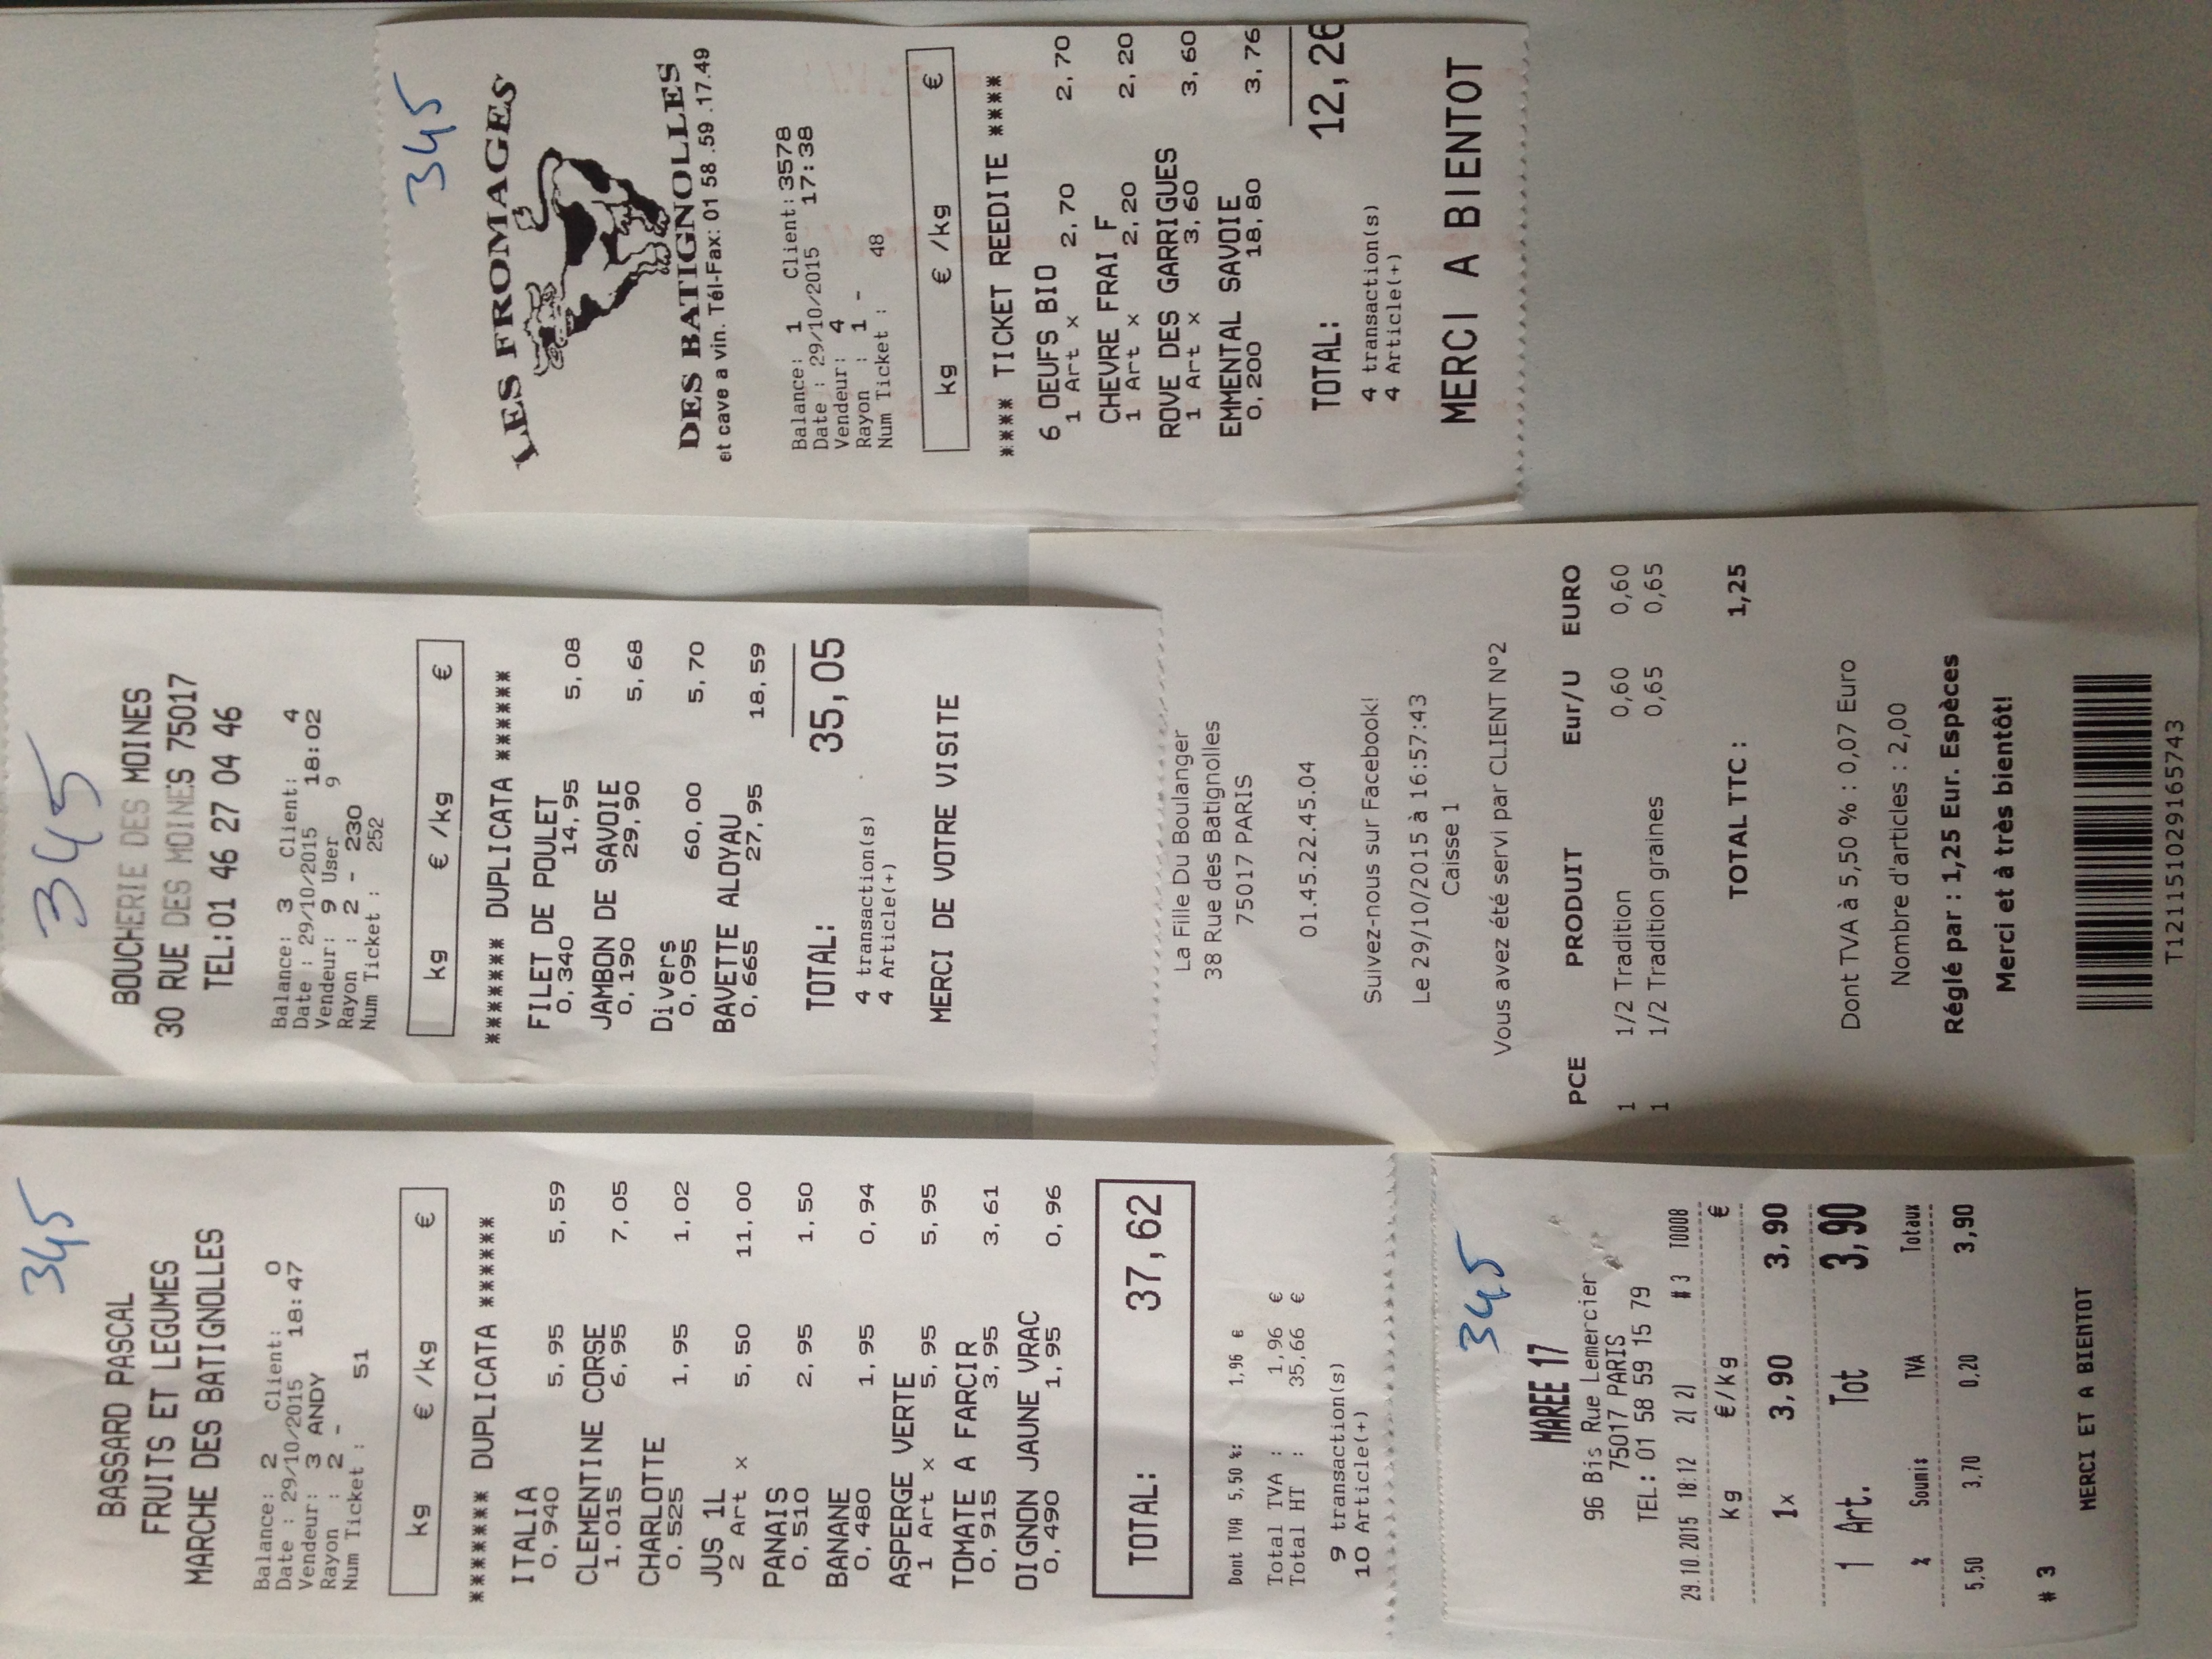 345
BASSARD PASCAL
FRUITS ET LEGUMES
MARCHE DES BATIGNOLLES
Balance: 2 Client: 0
Date : 29/10/2015 18:47
Vendeur: 3 ANDY
Rayon : 2 -
Num Ticket : 51
kg € /kg €
******* DUPLICATA ******
ITALIA
0,940 5,95 5,59
CLEMENTINE CORSE
1,015 6,95 7,05
CHARLOTTE
0,525 1,95 1,02
JUS 1L
2 Art x 5,50 11,00
PANAIS
0,510 2,95 1,50
BANANE
0,480 1,95 0,94
ASPERGE VERTE
1 Art x 5,95 5,95
TOMATE A FARCIR
0,915 3,95 3,61
OIGNON JAUNE VRAC
0,490 1,95 0,96
TOTAL: 37,62
Dont TVA 5,50 %: 1,96 €
Total TVA : 1,96 €
Total HT : 35,66 €
9 transaction(s)
10 Article(+)
345
BOUCHERIE DES MOINES
30 RUE DES MOINES 75017
TEL:01 46 27 04 46
Balance: 3 Client: 4
Date : 29/10/2015 18:02
Vendeur: 9 User 9
Rayon : 2 - 230
Num Ticket : 252
kg € /kg €
******* DUPLICATA ******
FILET DE POULET
0,340 14,95 5,08
JAMBON DE SAVOIE
0,190 29,90 5,68
Divers
0,095 60,00 5,70
BAVETTE ALOYAU
0,665 27,95 18,59
TOTAL: 35,05
4 transaction(s)
4 Article(+)
MERCI DE VOTRE VISITE
345
LES FROMAGES
DES BATIGNOLLES
et cave a vin. Tél-Fax: 01 58 .59 .17.49
Balance: 1 Client:3578
Date : 29/10/2015 17:38
Vendeur: 4
Rayon : 1 -
Num Ticket : 48
kg € /kg €
**** TICKET REEDITE ****
6 OEUFS BIO
1 Art x 2,70 2,70
CHEVRE FRAI F
1 Art x 2,20 2,20
ROVE DES GARRIGUES
1 Art x 3,60 3,60
EMMENTAL SAVOIE
0,200 18,80 3,76
TOTAL: 12,26
4 transaction(s)
4 Article(+)
MERCI A BIENTOT
345
MAREE 17
96 Bis Rue Lemercier
75017 PARIS
TEL: 01 58 59 15 79
29.10.2015 18:12 2( 2) # 3 T0008
kg €/kg €
1x 3,90 3,90
1 Art. Tot 3,90
% Soumis TVA Totaux
5,50 3,70 0,20 3,90
# 3
MERCI ET A BIENTOT
La Fille Du Boulanger
38 Rue des Batignolles
75017 PARIS
01.45.22.45.04
Suivez-nous sur Facebook!
Le 29/10/2015 à 16:57:43
Caisse 1
Vous avez été servi par CLIENT N°2
PCE PRODUIT Eur/U EURO
1 1/2 Tradition 0,60 0,60
1 1/2 Tradition graines 0,65 0,65
TOTAL TTC : 1,25
Dont TVA à 5,50 % : 0,07 Euro
Nombre d'articles : 2,00
Réglé par : 1,25 Eur. Espèces
Merci et à très bientôt!
T121151029165743